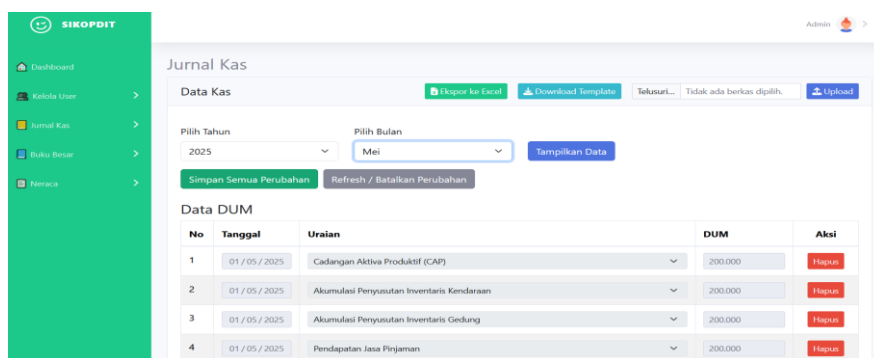 SIKOPDIT
Admin
Dashboard
Kelola User
Jurnal Kas
Buku Besar
Neraca
Jurnal Kas
Data Kas
Ekspor ke Excel
Download Template
Telusuri... Tidak ada berkas dipilih.
Upload
Pilih Tahun Pilih Bulan
2025 Mei Tampilkan Data
Simpan Semua Perubahan Refresh / Batalkan Perubahan
Data DUM
No Tanggal Uraian DUM Aksi
1 01 / 05 / 2025 Cadangan Aktiva Produktif (CAP) 200.000 Hapus
2 01 / 05 / 2025 Akumulasi Penyusutan Inventaris Kendaraan 200.000 Hapus
3 01 / 05 / 2025 Akumulasi Penyusutan Inventaris Gedung 200.000 Hapus
4 01 / 05 / 2025 Pendapatan Jasa Pinjaman 200.000 Hapus